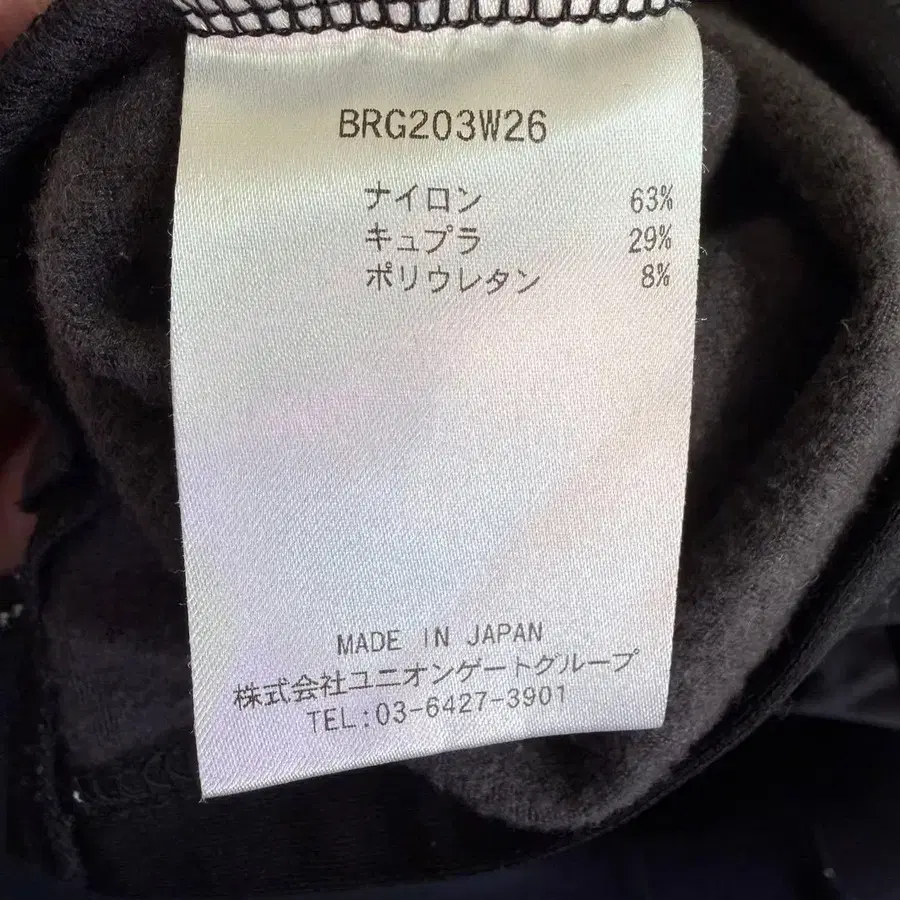 BRG203W26
ナイロン 63%
キュプラ 29%
ポリウレタン 8%
MADE IN JAPAN
株式会社ユニオンゲートグループ
TEL:03-6427-3901